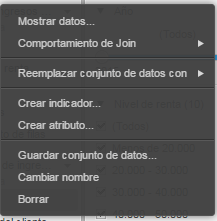 Mostrar datos...
Comportamiento de Join
Reemplazar conjunto de datos con
Crear indicador...
Crear atributo...
Guardar conjunto de datos...
Cambiar nombre
Borrar